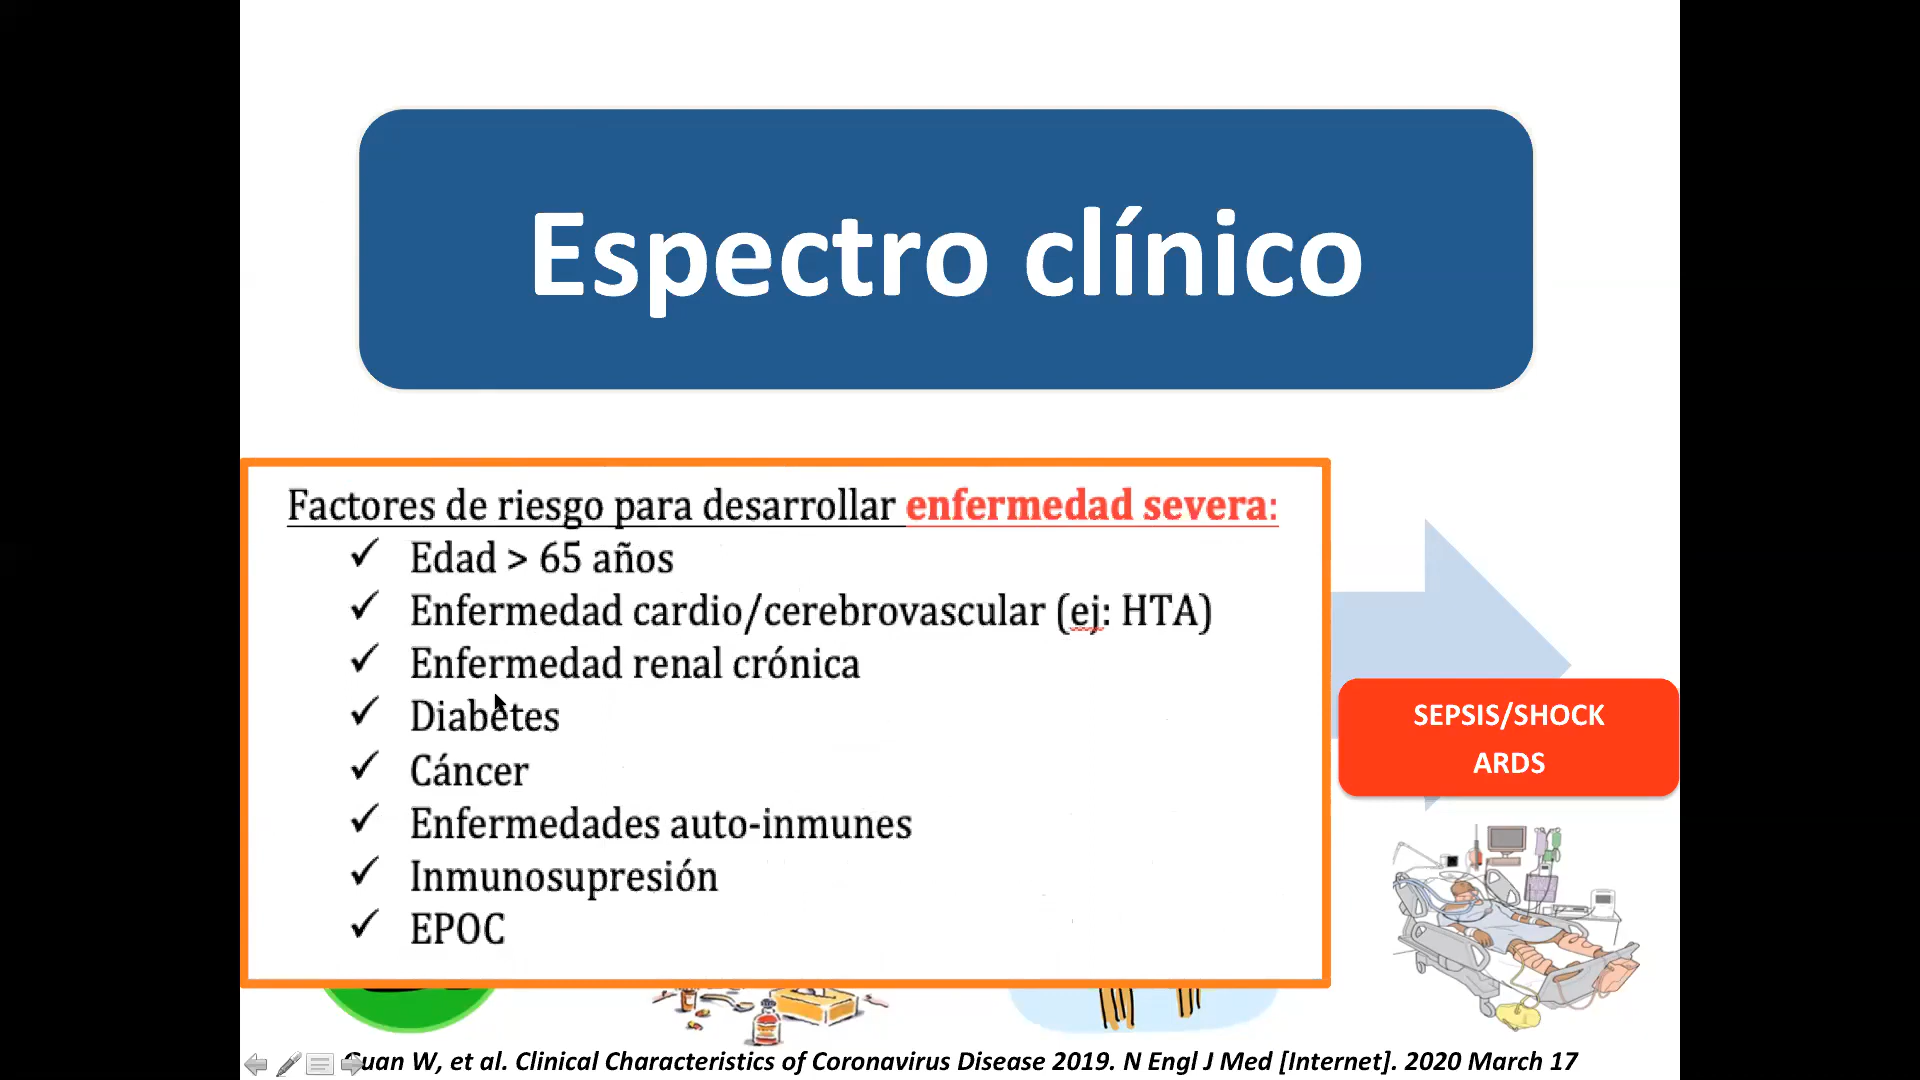 Espectro clínico
Factores de riesgo para desarrollar enfermedad severa:
✓ Edad > 65 años
✓ Enfermedad cardio/cerebrovascular (ej: HTA)
✓ Enfermedad renal crónica
✓ Diabetes
✓ Cáncer
✓ Enfermedades auto-inmunes
✓ Inmunosupresión
✓ EPOC
SEPSIS/SHOCK
ARDS
Guan W, et al. Clinical Characteristics of Coronavirus Disease 2019. N Engl J Med [Internet]. 2020 March 17